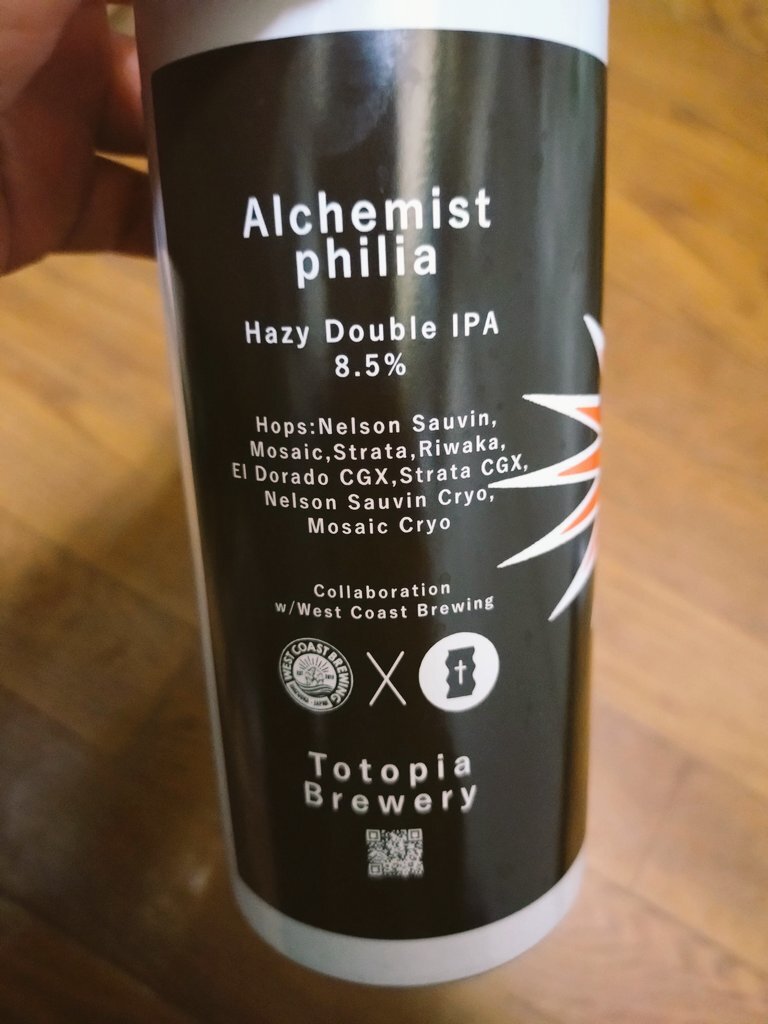 Alchemist
philia
Hazy Double IPA
8.5%
Hops:Nelson Sauvin,
Mosaic,Strata,Riwaka,
El Dorado CGX,Strata CGX,
Nelson Sauvin Cryo,
Mosaic Cryo
Collaboration
w/West Coast Brewing
WEST COAST BREWING
X
Totopia
Brewery